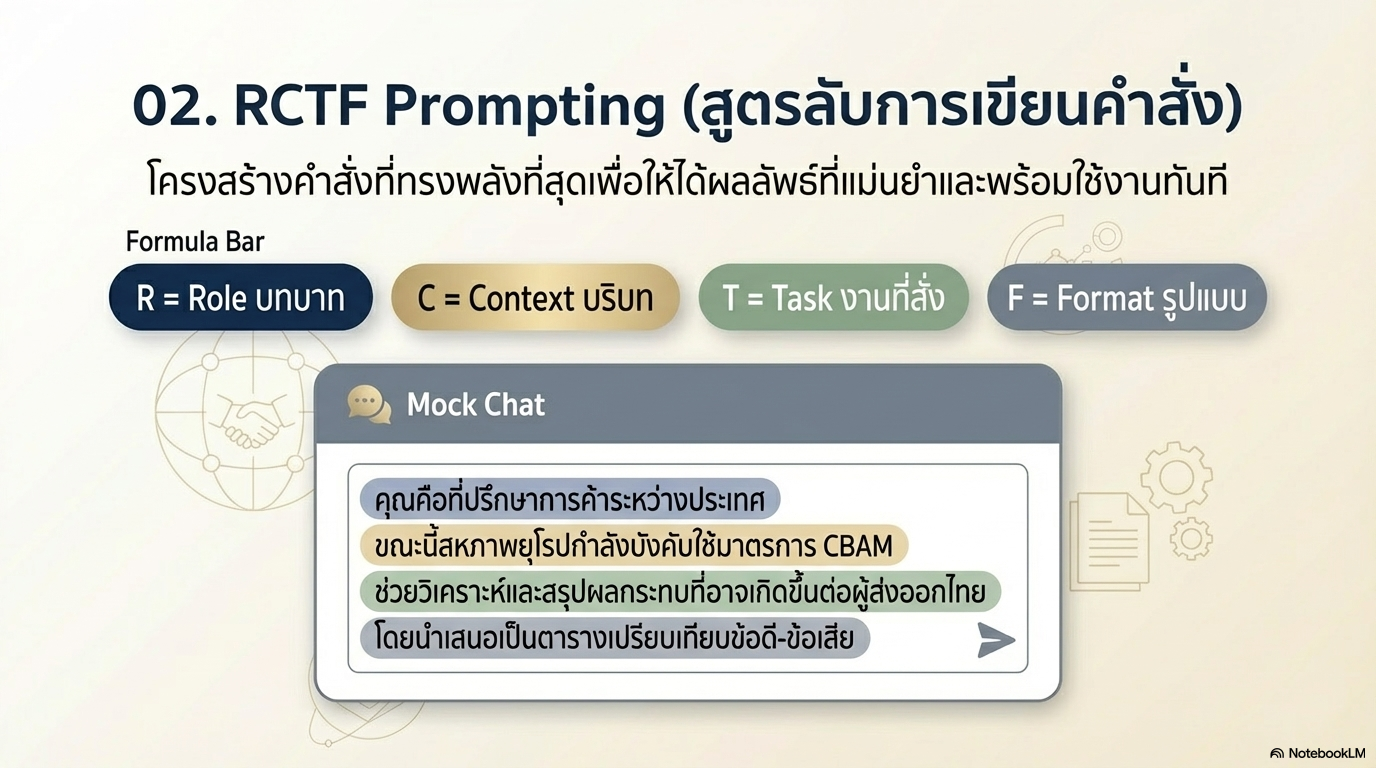 02. RCTF Prompting (สูตรลับการเขียนคำสั่ง)
โครงสร้างคำสั่งที่ทรงพลังที่สุดเพื่อให้ได้ผลลัพธ์ที่แม่นยำและพร้อมใช้งานทันที
Formula Bar
R = Role บทบาท
C = Context บริบท
T = Task งานที่สั่ง
F = Format รูปแบบ
Mock Chat
คุณคือที่ปรึกษาการค้าระหว่างประเทศ
ขณะนี้สหภาพยุโรปกำลังบังคับใช้มาตรการ CBAM
ช่วยวิเคราะห์และสรุปผลกระทบที่อาจเกิดขึ้นต่อผู้ส่งออกไทย
โดยนำเสนอเป็นตารางเปรียบเทียบข้อดี-ข้อเสีย
NotebookLM